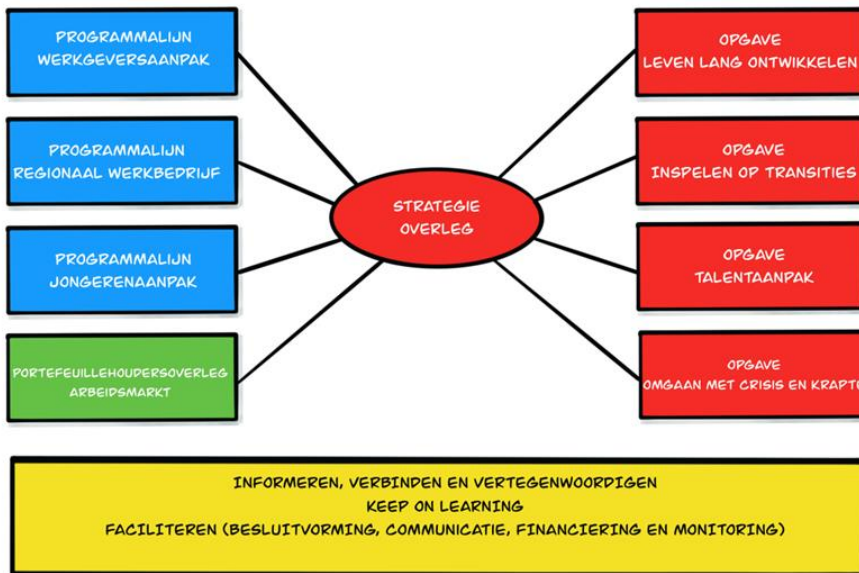 PROGRAMMALIJN
WERKGEVERSAANPAK
PROGRAMMALIJN
REGIONAAL WERKBEDRIJF
PROGRAMMALIJN
JONGERENAANPAK
PORTEFEUILLEHOUDERSOVERLEG
ARBEIDSMARKT
STRATEGIE
OVERLEG
OPGAVE
LEVEN LANG ONTWIKKELEN
OPGAVE
INSPELEN OP TRANSITIES
OPGAVE
TALENTAANPAK
OPGAVE
OMGAAN MET CRISIS EN KRAPT
INFORMEREN, VERBINDEN EN VERTEGENWOORDIGEN
KEEP ON LEARNING
FACILITEREN (BESLUITVORMING, COMMUNICATIE, FINANCIERING EN MONITORING)